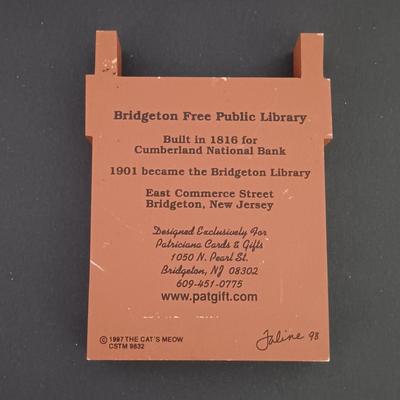 Bridgeton Free Public Library
Built in 1816 for
Cumberland National Bank
1901 became the Bridgeton Library
East Commerce Street
Bridgeton, New Jersey
Designed Exclusively For
Patriciana Cards & Gifts
1050 N. Pearl St.
Bridgeton, NJ 08302
609-451-0775
www.patgift.com
© 1997 THE CAT'S MEOW
CSTM 9832
Faline 98